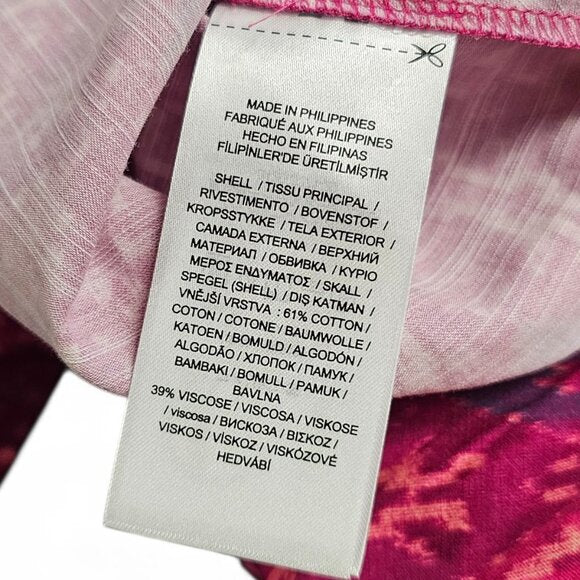 MADE IN PHILIPPINES
FABRIQUÉ AUX PHILIPPINES
HECHO EN FILIPINAS
FİLİPİNLER'DE ÜRETİLMİŞTİR
SHELL / TISSU PRINCIPAL /
RIVESTIMENTO / BOVENSTOF /
KROPSSTYKKE / TELA EXTERIOR /
CAMADA EXTERNA / ВЕРХНИЙ
МАТЕРИАЛ / ОБВИВКА / ΚΥΡΙΟ
ΜΕΡΟΣ ΕΝΔΥΜΑΤΟΣ / SKALL /
SPEGEL (SHELL) / DIŞ KATMAN /
VNĚJŠÍ VRSTVA : 61% COTTON /
COTON / COTONE / BAUMWOLLE /
KATOEN / BOMULD / ALGODÓN /
ALGODÃO / ХЛОПОК / ПАМУК /
ΒΑΜΒΑΚΙ / BOMULL / PAMUK /
BAVLNA
39% VISCOSE / VISCOSA / VISKOSE
/ viscosa / ВИСКОЗА / ΒΙΣΚΟΖ /
VISKOS / VİSKOZ / VISKÓZOVÉ
HEDVÁBÍ